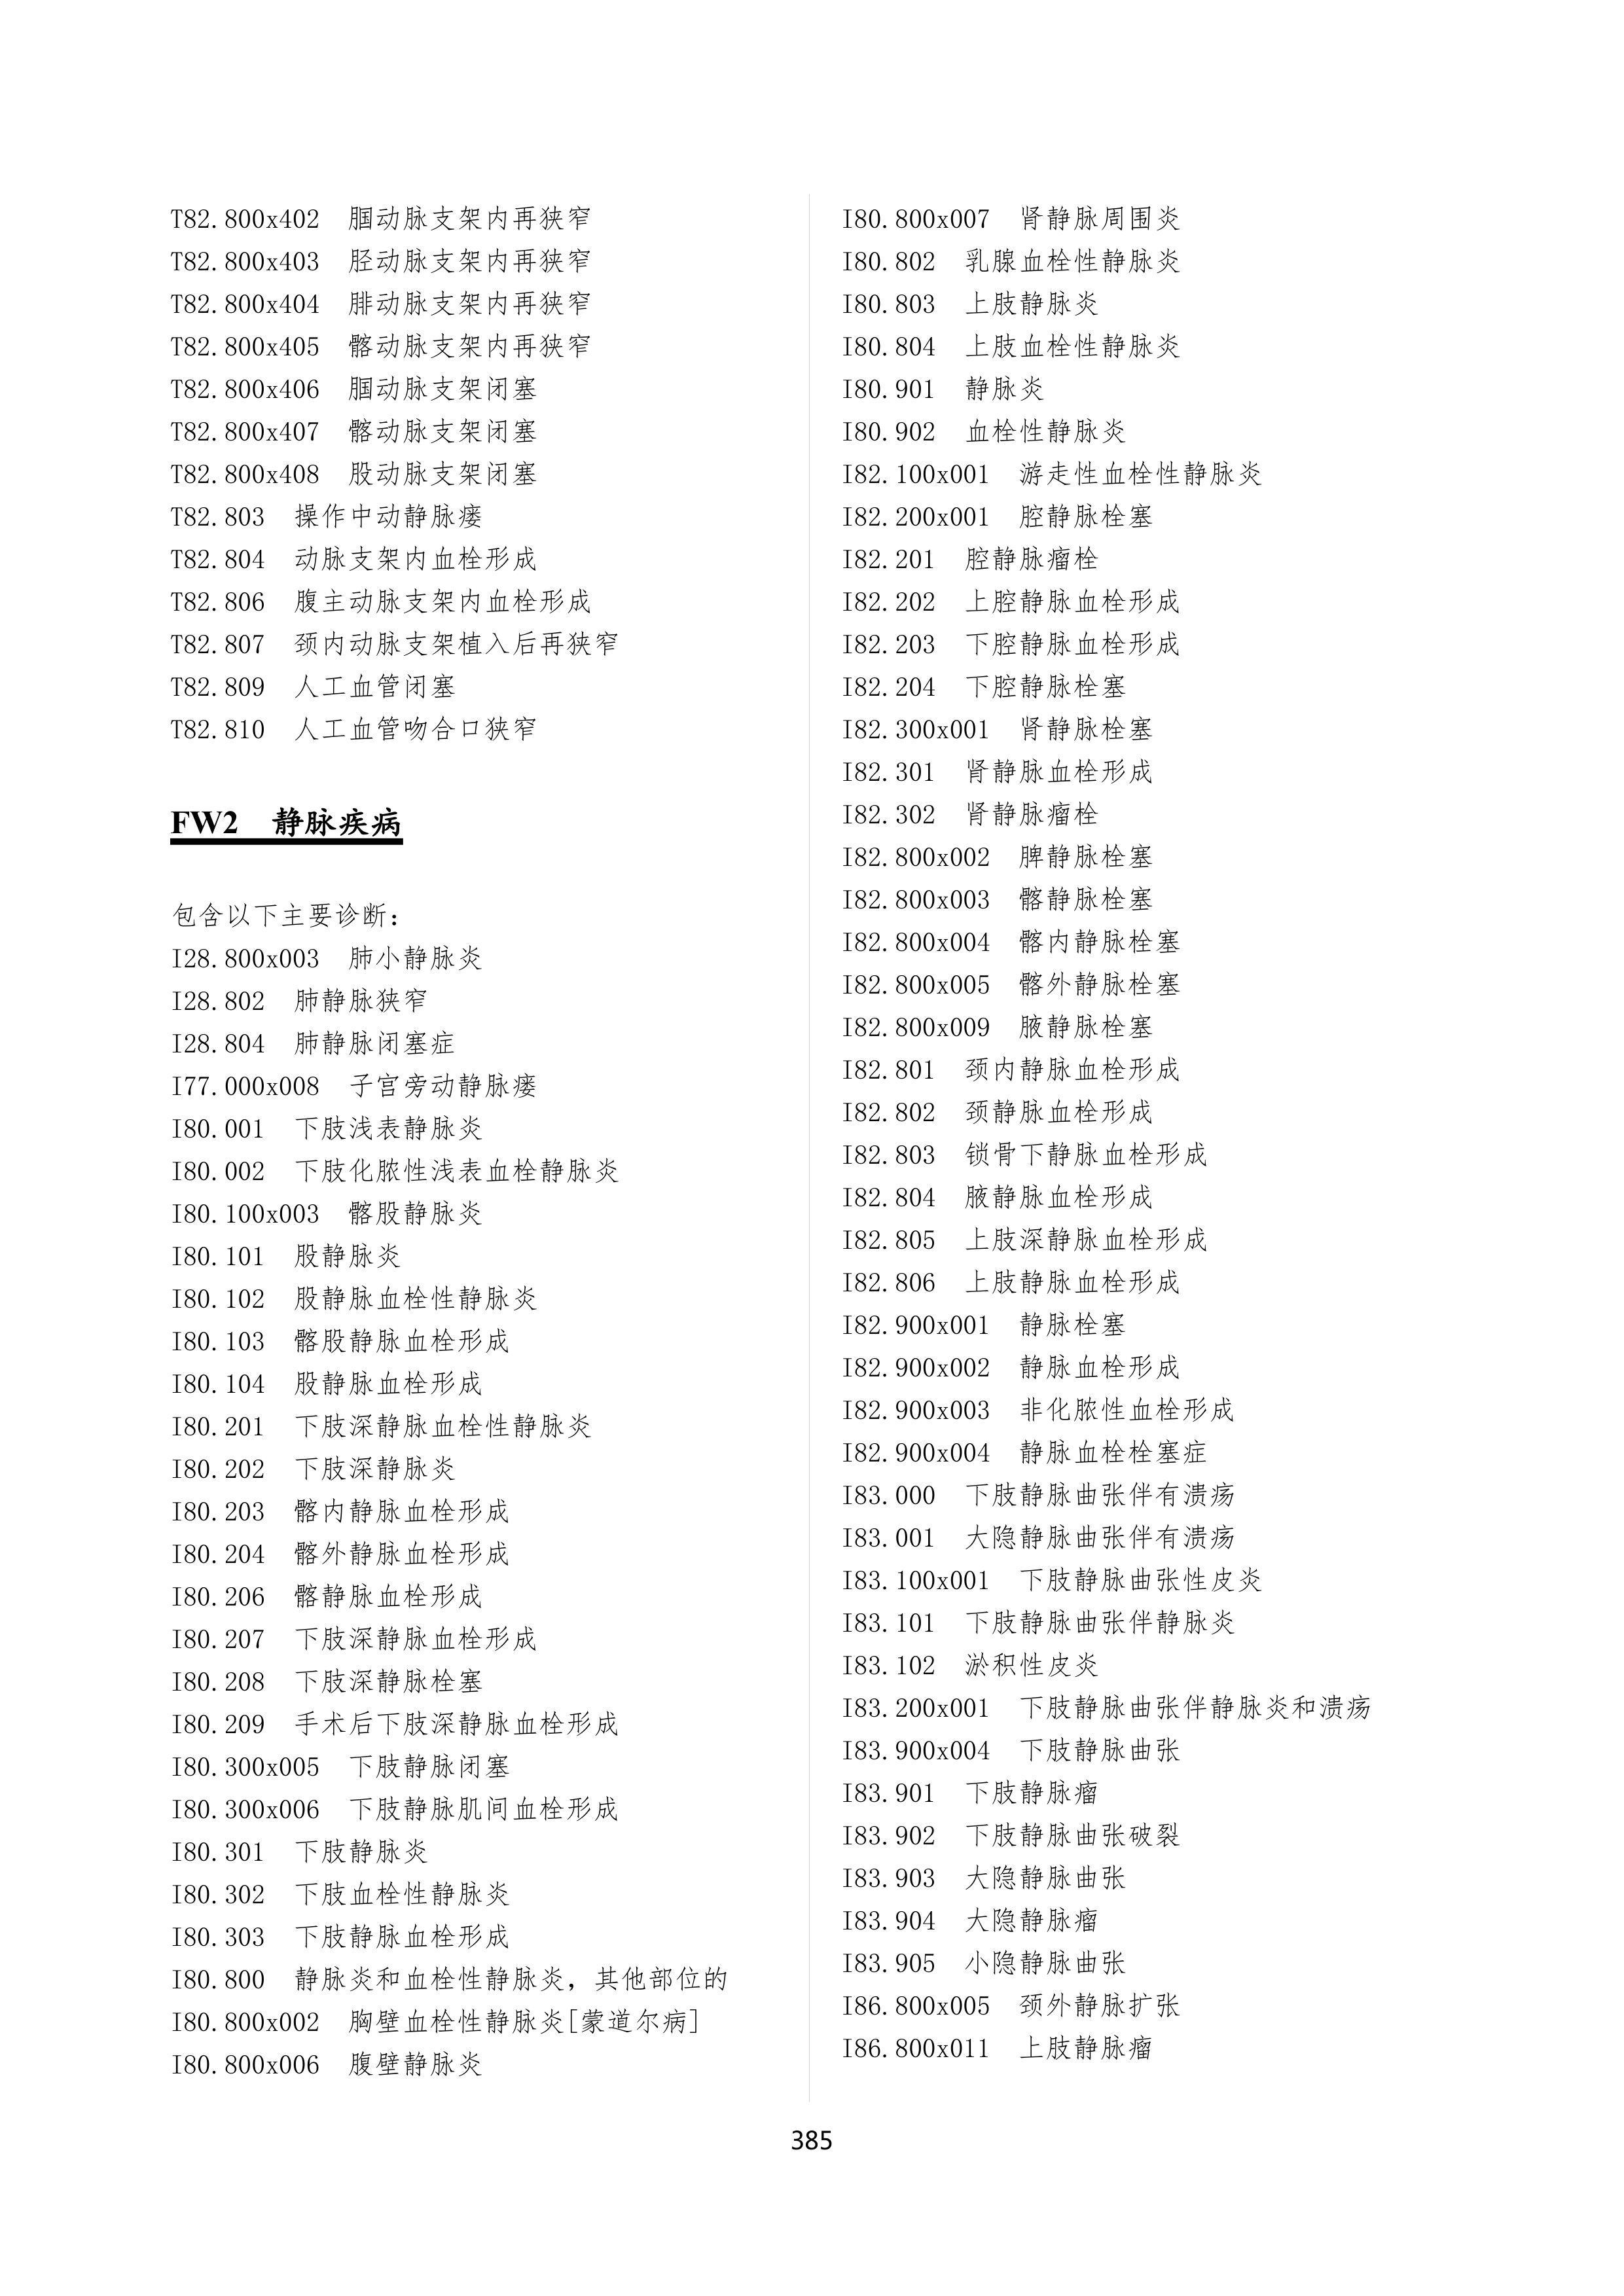 T82.800x402 腘动脉支架内再狭窄
T82.800x403 胫动脉支架内再狭窄
T82.800x404 腓动脉支架内再狭窄
T82.800x405 髂动脉支架内再狭窄
T82.800x406 腘动脉支架闭塞
T82.800x407 髂动脉支架闭塞
T82.800x408 股动脉支架闭塞
T82.803 操作中动静脉瘘
T82.804 动脉支架内血栓形成
T82.806 腹主动脉支架内血栓形成
T82.807 颈内动脉支架植入后再狭窄
T82.809 人工血管闭塞
T82.810 人工血管吻合口狭窄
FW2 静脉疾病
包含以下主要诊断：
I28.800x003 肺小静脉炎
I28.802 肺静脉狭窄
I28.804 肺静脉闭塞症
I77.000x008 子宫旁动静脉瘘
I80.001 下肢浅表静脉炎
I80.002 下肢化脓性浅表血栓静脉炎
I80.100x003 髂股静脉炎
I80.101 股静脉炎
I80.102 股静脉血栓性静脉炎
I80.103 髂股静脉血栓形成
I80.104 股静脉血栓形成
I80.201 下肢深静脉血栓性静脉炎
I80.202 下肢深静脉炎
I80.203 髂内静脉血栓形成
I80.204 髂外静脉血栓形成
I80.206 髂静脉血栓形成
I80.207 下肢深静脉血栓形成
I80.208 下肢深静脉栓塞
I80.209 手术后下肢深静脉血栓形成
I80.300x005 下肢静脉闭塞
I80.300x006 下肢静脉肌间血栓形成
I80.301 下肢静脉炎
I80.302 下肢血栓性静脉炎
I80.303 下肢静脉血栓形成
I80.800 静脉炎和血栓性静脉炎，其他部位的
I80.800x002 胸壁血栓性静脉炎[蒙道尔病]
I80.800x006 腹壁静脉炎
I80.800x007 肾静脉周围炎
I80.802 乳腺血栓性静脉炎
I80.803 上肢静脉炎
I80.804 上肢血栓性静脉炎
I80.901 静脉炎
I80.902 血栓性静脉炎
I82.100x001 游走性血栓性静脉炎
I82.200x001 腔静脉栓塞
I82.201 腔静脉瘤栓
I82.202 上腔静脉血栓形成
I82.203 下腔静脉血栓形成
I82.204 下腔静脉栓塞
I82.300x001 肾静脉栓塞
I82.301 肾静脉血栓形成
I82.302 肾静脉瘤栓
I82.800x002 脾静脉栓塞
I82.800x003 髂静脉栓塞
I82.800x004 髂内静脉栓塞
I82.800x005 髂外静脉栓塞
I82.800x009 腋静脉栓塞
I82.801 颈内静脉血栓形成
I82.802 颈静脉血栓形成
I82.803 锁骨下静脉血栓形成
I82.804 腋静脉血栓形成
I82.805 上肢深静脉血栓形成
I82.806 上肢静脉血栓形成
I82.900x001 静脉栓塞
I82.900x002 静脉血栓形成
I82.900x003 非化脓性血栓形成
I82.900x004 静脉血栓栓塞症
I83.000 下肢静脉曲张伴有溃疡
I83.001 大隐静脉曲张伴有溃疡
I83.100x001 下肢静脉曲张性皮炎
I83.101 下肢静脉曲张伴静脉炎
I83.102 淤积性皮炎
I83.200x001 下肢静脉曲张伴静脉炎和溃疡
I83.900x004 下肢静脉曲张
I83.901 下肢静脉瘤
I83.902 下肢静脉曲张破裂
I83.903 大隐静脉曲张
I83.904 大隐静脉瘤
I83.905 小隐静脉曲张
I86.800x005 颈外静脉扩张
I86.800x011 上肢静脉瘤
385